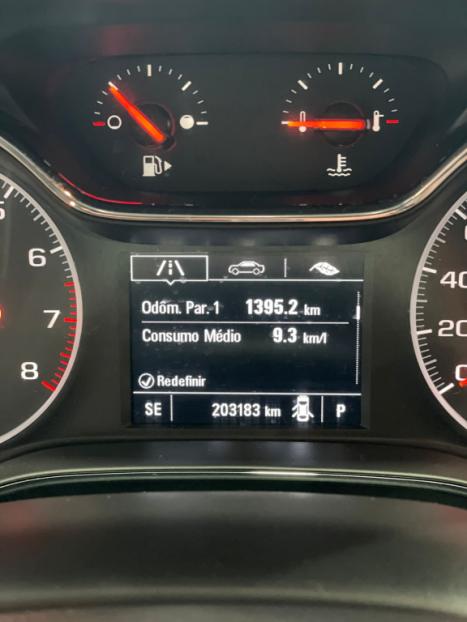 5
6
7
8
Odôm. Par. 1 1395.2 km
Consumo Médio 9.3 km/l
Redefinir
SE 203183 km P
40
20
0